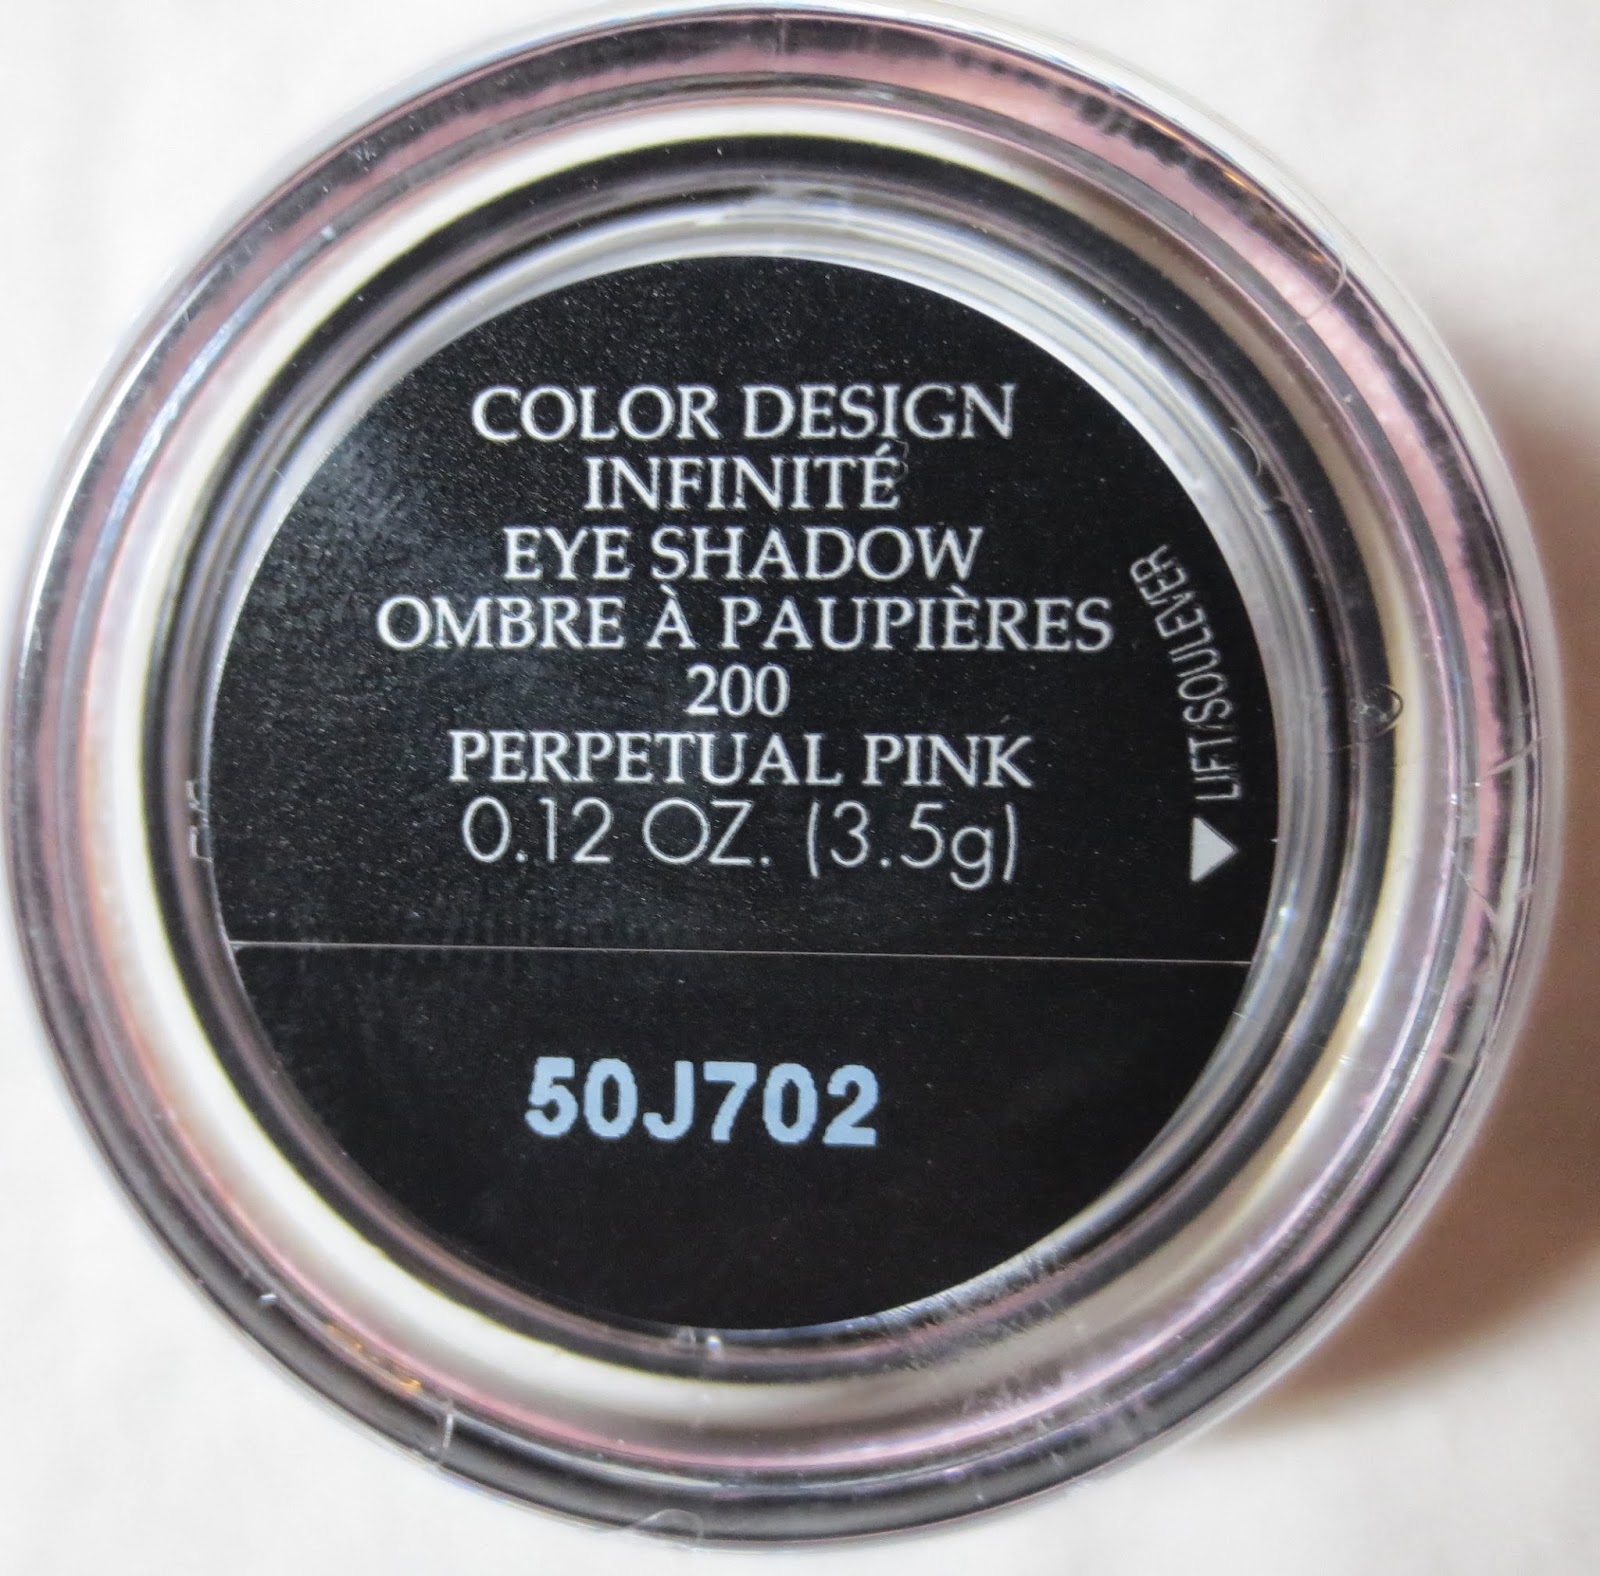 COLOR DESIGN
INFINITÉ
EYE SHADOW
OMBRE À PAUPIÈRES
200
PERPETUAL PINK
0.12 OZ. (3.5g)
LIFT/SOULEVER
50J702